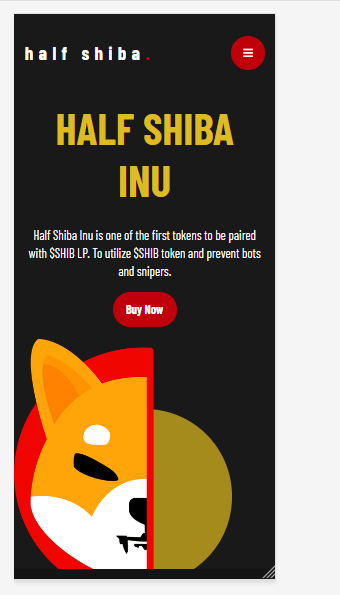 half shiba.
HALF SHIBA
INU
Half Shiba Inu is one of the first tokens to be paired
with $SHIB LP. To utilize $SHIB token and prevent bots
and snipers.
Buy Now